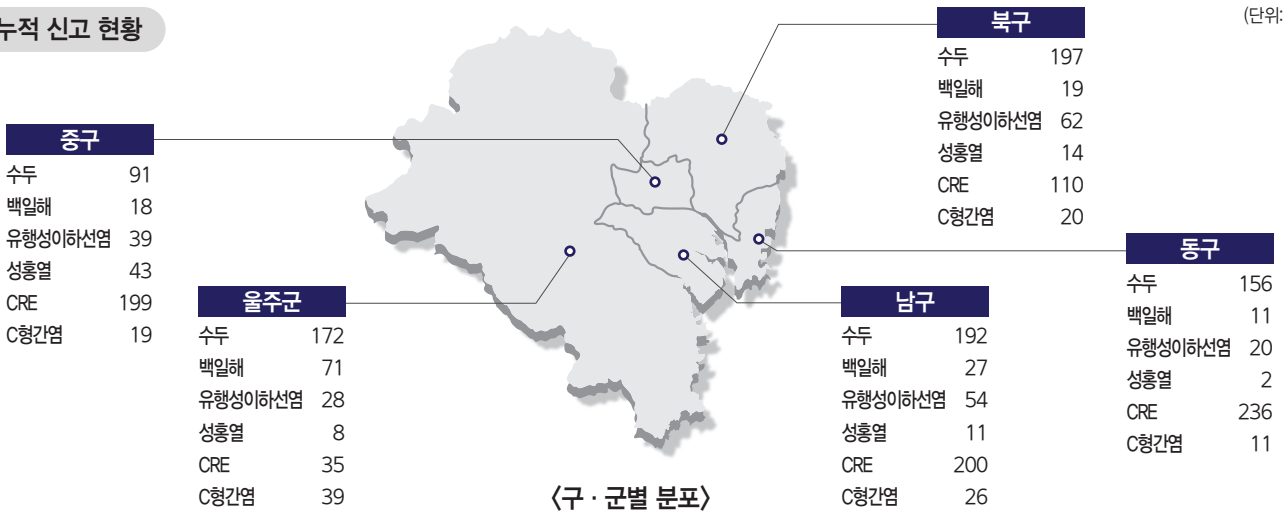 누적 신고 현황
(단위:
북구
수두 197
백일해 19
유행성이하선염 62
성홍열 14
CRE 110
C형간염 20
중구
수두 91
백일해 18
유행성이하선염 39
성홍열 43
CRE 199
C형간염 19
동구
수두 156
백일해 11
유행성이하선염 20
성홍열 2
CRE 236
C형간염 11
울주군
수두 172
백일해 71
유행성이하선염 28
성홍열 8
CRE 35
C형간염 39
남구
수두 192
백일해 27
유행성이하선염 54
성홍열 11
CRE 200
C형간염 26
〈구 · 군별 분포〉